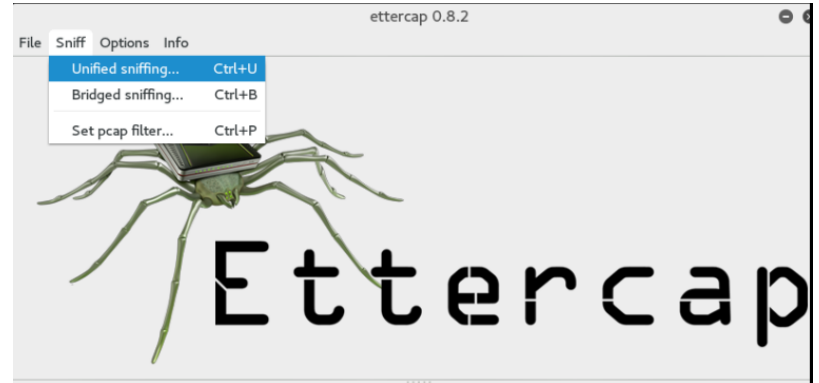 ettercap 0.8.2
File Sniff Options Info
Unified sniffing... Ctrl+U
Bridged sniffing... Ctrl+B
Set pcap filter... Ctrl+P
Ettercap